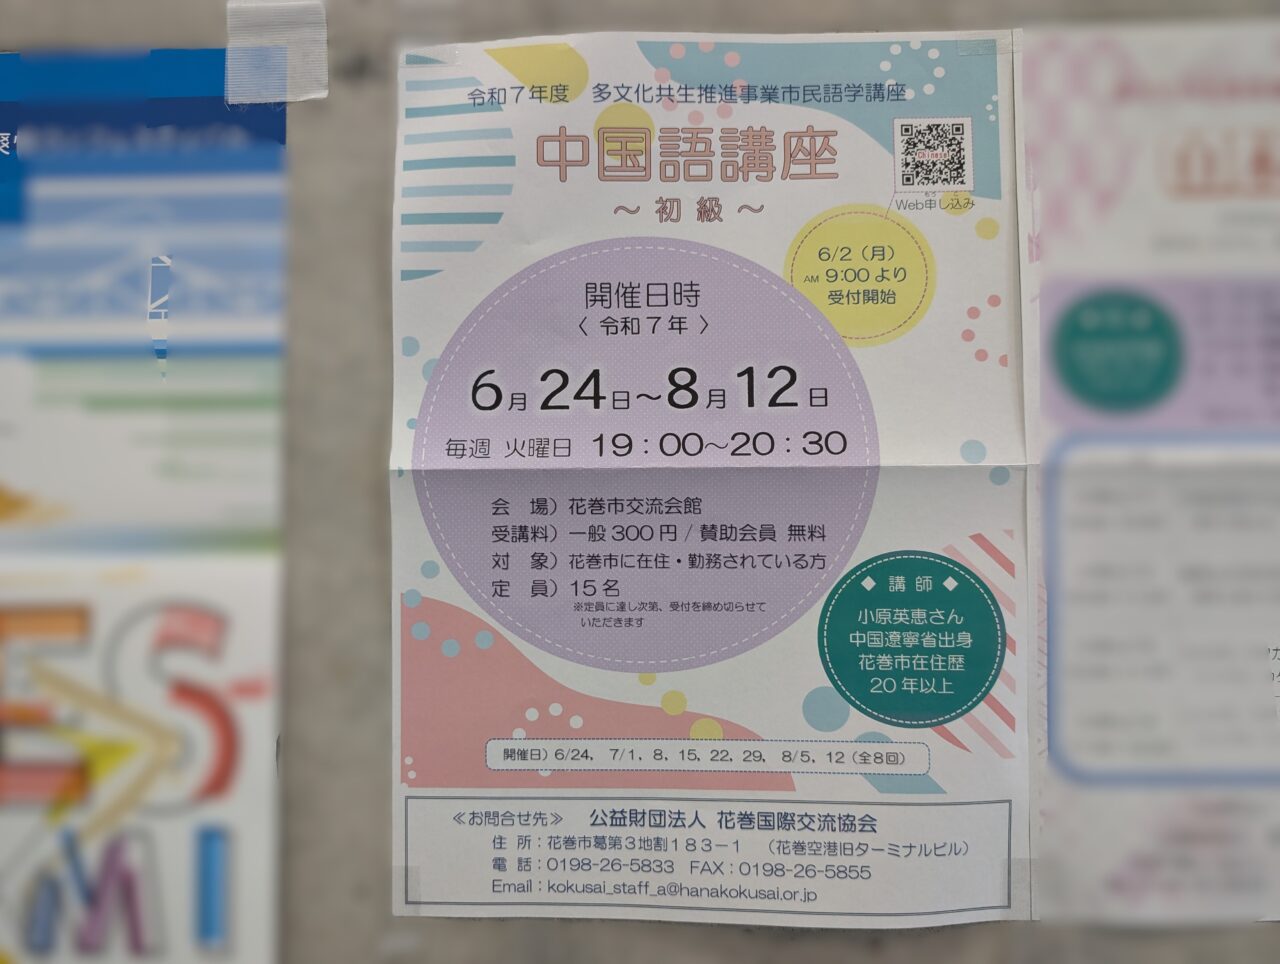 令和７年度　多文化共生推進事業市民語学講座
中国語講座
～ 初 級 ～
Chinese!
Web申し込み
もう こ
6/2（月）
AM 9:00 より
受付開始
開催日時
〈 令和７年 〉
6月24日～8月12日
毎週 火曜日 19：00～20：30
会　場）花巻市交流会館
受講料）一般 300 円 / 賛助会員 無料
対　象）花巻市に在住・勤務されている方
定　員）15 名
※定員に達し次第、受付を締め切らせて
いただきます
◆ 講 師 ◆
小原英恵さん
中国遼寧省出身
花巻市在住歴
20 年以上
開催日）6/24， 7/1，8，15，22，29， 8/5，12（全８回）
≪お問合せ先≫　公益財団法人 花巻国際交流協会
住 所：花巻市葛第３地割１８３－１　（花巻空港旧ターミナルビル）
電 話：0198-26-5833　FAX：0198-26-5855
Email：kokusai_staff_a@hanakokusai.or.jp